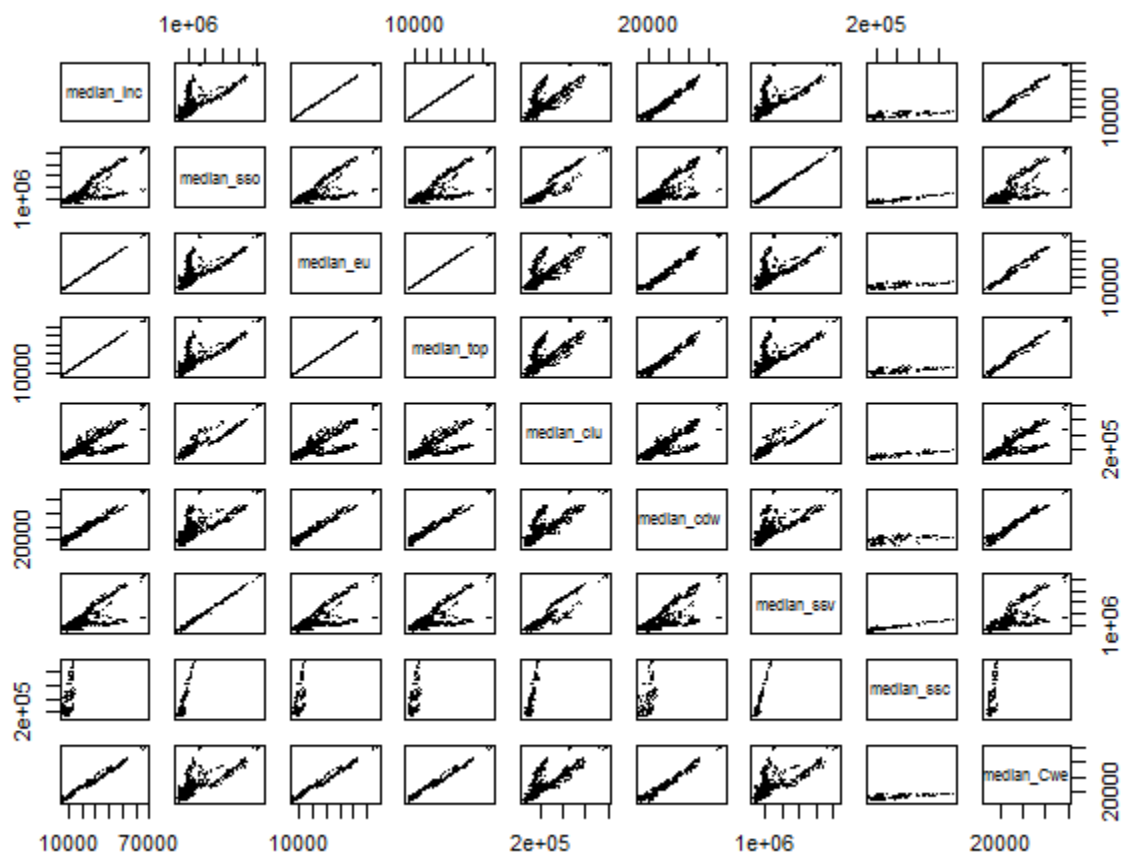 1e+06 10000 20000 2e+05
median_inc
10000
1e+06
median_sso
median_eu
10000
10000
median_top
median_clu
2e+05
20000
median_cdw
median_ssv
1e+06
2e+05
median_ssc
median_Cwe
20000
10000 70000 10000 2e+05 1e+06 20000